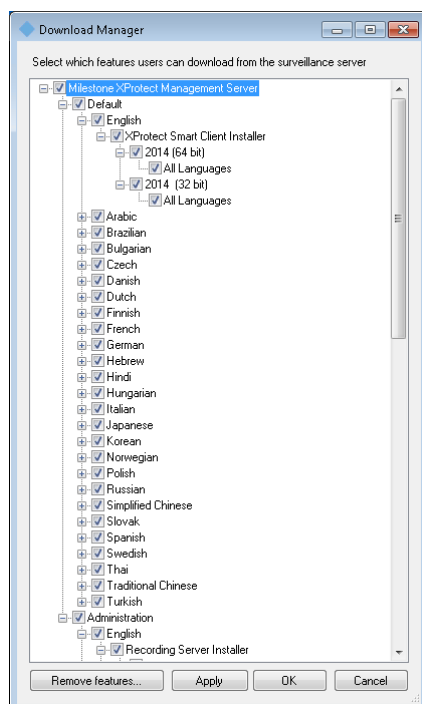 Download Manager
Select which features users can download from the surveillance server
Milestone XProtect Management Server
Default
English
XProtect Smart Client Installer
2014 (64 bit)
All Languages
2014 (32 bit)
All Languages
Arabic
Brazilian
Bulgarian
Czech
Danish
Dutch
Finnish
French
German
Hebrew
Hindi
Hungarian
Italian
Japanese
Korean
Norwegian
Polish
Russian
Simplified Chinese
Slovak
Spanish
Swedish
Thai
Traditional Chinese
Turkish
Administration
English
Recording Server Installer
Remove features... Apply OK Cancel